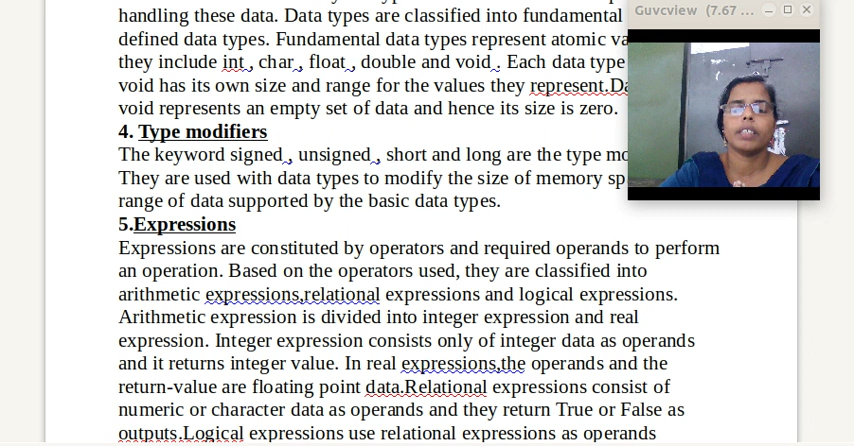 handling these data. Data types are classified into fundamental
Guvcview (7.67 ...
defined data types. Fundamental data types represent atomic va
they include int , char , float , double and void . Each data type
void has its own size and range for the values they represent.Da
void represents an empty set of data and hence its size is zero.
4. Type modifiers
The keyword signed , unsigned , short and long are the type mo
They are used with data types to modify the size of memory sp
range of data supported by the basic data types.
5.Expressions
Expressions are constituted by operators and required operands to perform
an operation. Based on the operators used, they are classified into
arithmetic expressions,relational expressions and logical expressions.
Arithmetic expression is divided into integer expression and real
expression. Integer expression consists only of integer data as operands
and it returns integer value. In real expressions,the operands and the
return-value are floating point data.Relational expressions consist of
numeric or character data as operands and they return True or False as
outputs.Logical expressions use relational expressions as operands